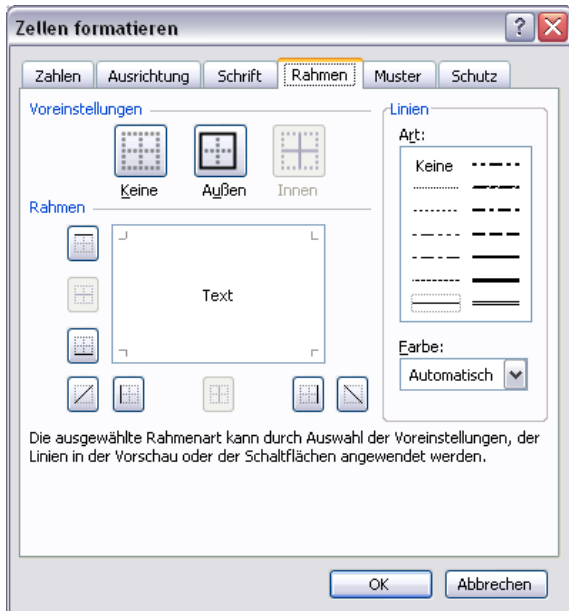 Zellen formatieren
Zahlen Ausrichtung Schrift Rahmen Muster Schutz
Voreinstellungen
Keine Außen Innen
Rahmen
Text
Linien
Art:
Keine
Farbe:
Automatisch
Die ausgewählte Rahmenart kann durch Auswahl der Voreinstellungen, der
Linien in der Vorschau oder der Schaltflächen angewendet werden.
OK Abbrechen